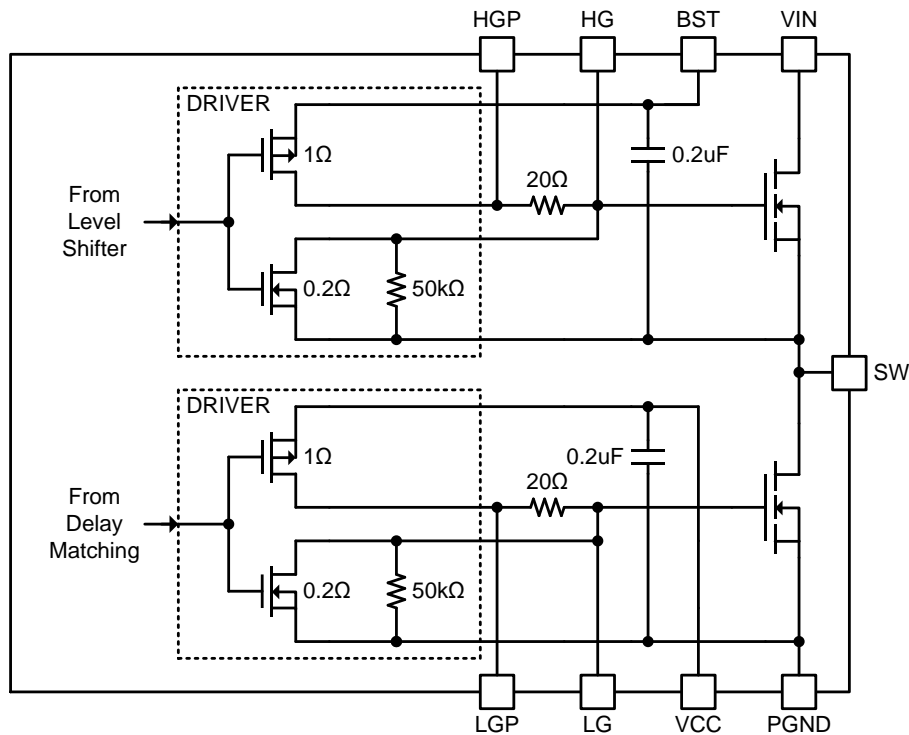 HGP HG BST VIN
DRIVER
1Ω
0.2uF
20Ω
From
Level
Shifter
0.2Ω
50kΩ
SW
DRIVER
1Ω
0.2uF
20Ω
From
Delay
Matching
0.2Ω
50kΩ
LGP LG VCC PGND